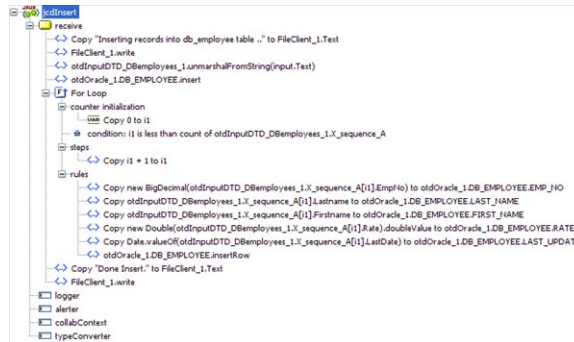 jcdInsert
receive
Copy "Inserting records into db_employee table .." to FileClient_1.Text
FileClient_1.write
otdInputDTD_DBemployees_1.unmarshalFromString(input.Text)
otdOracle_1.DB_EMPLOYEE.insert
For Loop
counter initialization
Copy 0 to i1
condition: i1 is less than count of otdInputDTD_DBemployees_1.X_sequence_A
steps
Copy i1 + 1 to i1
rules
Copy new BigDecimal(otdInputDTD_DBemployees_1.X_sequence_A[i1].EmpNo) to otdOracle_1.DB_EMPLOYEE.EMP_NO
Copy otdInputDTD_DBemployees_1.X_sequence_A[i1].Lastname to otdOracle_1.DB_EMPLOYEE.LAST_NAME
Copy otdInputDTD_DBemployees_1.X_sequence_A[i1].Firstname to otdOracle_1.DB_EMPLOYEE.FIRST_NAME
Copy new Double(otdInputDTD_DBemployees_1.X_sequence_A[i1].Rate).doubleValue to otdOracle_1.DB_EMPLOYEE.RATE
Copy Date.valueOf(otdInputDTD_DBemployees_1.X_sequence_A[i1].LastDate) to otdOracle_1.DB_EMPLOYEE.LAST_UPDAT
otdOracle_1.DB_EMPLOYEE.insertRow
Copy "Done Insert." to FileClient_1.Text
FileClient_1.write
logger
alerter
collabContext
typeConverter